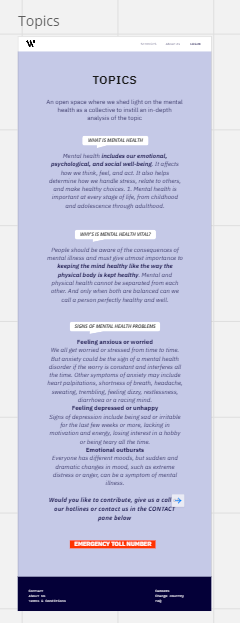 Topics
TOPICS
An open space where we shed light on the mental
health as a collective to instill an in-depth
analysis of the topic
WHAT IS MENTAL HEALTH
Mental health includes our emotional,
psychological, and social well-being. It affects
how we think, feel, and act. It also helps
determine how we handle stress, relate to others,
and make healthy choices. 1. Mental health is
important at every stage of life, from childhood
and adolescence through adulthood.
WHY'S IS MENTAL HEALTH VITAL?
People should be aware of the consequences of
mental illness and must give utmost importance to
keeping the mind healthy like the way the
physical body is kept healthy. Mental and
physical health cannot be separated from each
other. And only when both are balanced can we
call a person perfectly healthy and well.
SIGNS OF MENTAL HEALTH PROBLEMS
Feeling anxious or worried
We all get worried or stressed from time to time.
But anxiety could be the sign of a mental health
disorder if the worry is constant and interferes all
the time. Other symptoms of anxiety may include
heart palpitations, shortness of breath, headache,
sweating, trembling, feeling dizzy, restlessness,
diarrhoea or a racing mind.
Feeling depressed or unhappy
Signs of depression include being sad or irritable
for the last few weeks or more, lacking in
motivation and energy, losing interest in a hobby
or being teary all the time.
Emotional outbursts
Everyone has different moods, but sudden and
dramatic changes in mood, such as extreme
distress or anger, can be a symptom of mental
illness.
Would you like to contribute, give us a call
our hotlines or contact us in the CONTACT
pane below
EMERGENCY TOLL NUMBER
Contact
About Us
Terms & Conditions
Careers
Change Country
FAQ